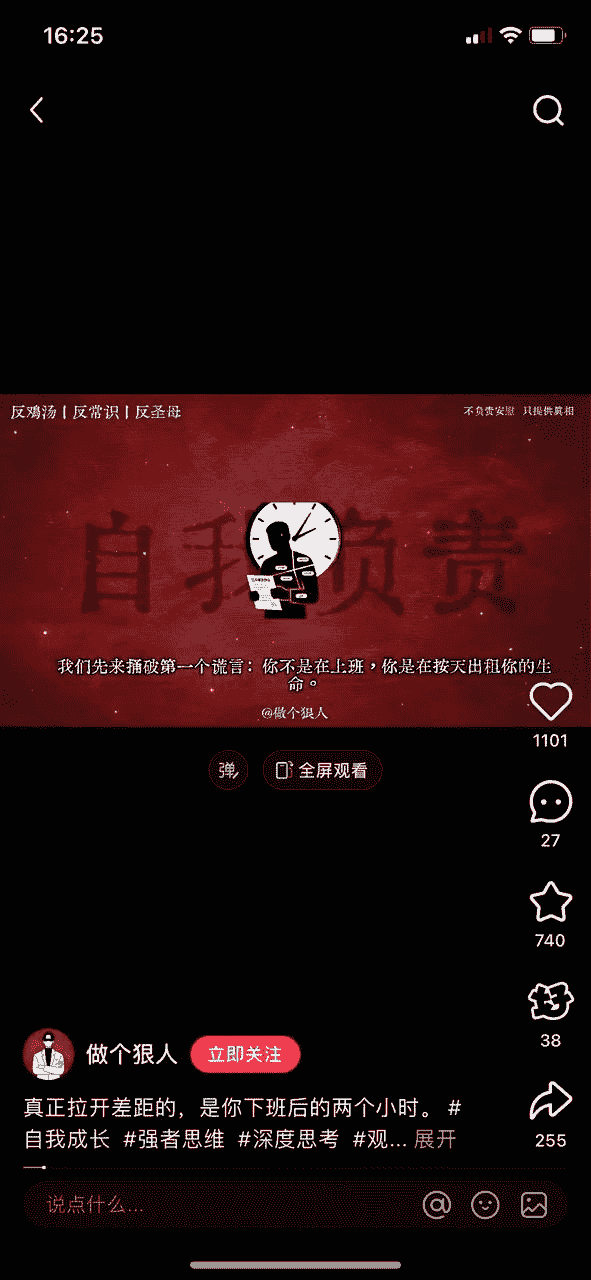 16:25
反鸡汤丨反常识丨反圣母
不负责安慰 只提供真相
自我负责
我们先来捅破第一个谎言：你不是在上班，你是在按天出租你的生
命。
@做个狠人
1101
弹
全屏观看
27
740
38
做个狠人
立即关注
真正拉开差距的，是你下班后的两个小时。 #
自我成长 #强者思维 #深度思考 #观... 展开
255
说点什么...